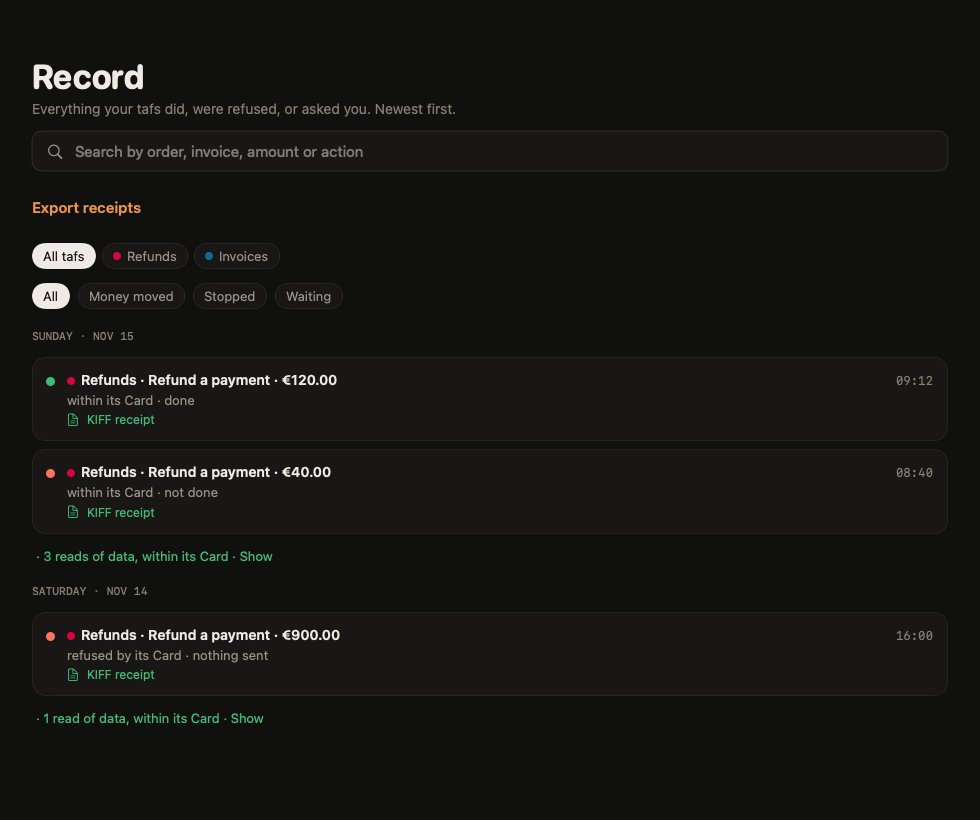 Record
Everything your tafs did, were refused, or asked you. Newest first.
Search by order, invoice, amount or action
Export receipts
All tafs Refunds Invoices
All Money moved Stopped Waiting
SUNDAY · NOV 15
Refunds · Refund a payment · €120.00 09:12
within its Card · done
KIFF receipt
Refunds · Refund a payment · €40.00 08:40
within its Card · not done
KIFF receipt
· 3 reads of data, within its Card · Show
SATURDAY · NOV 14
Refunds · Refund a payment · €900.00 16:00
refused by its Card · nothing sent
KIFF receipt
· 1 read of data, within its Card · Show